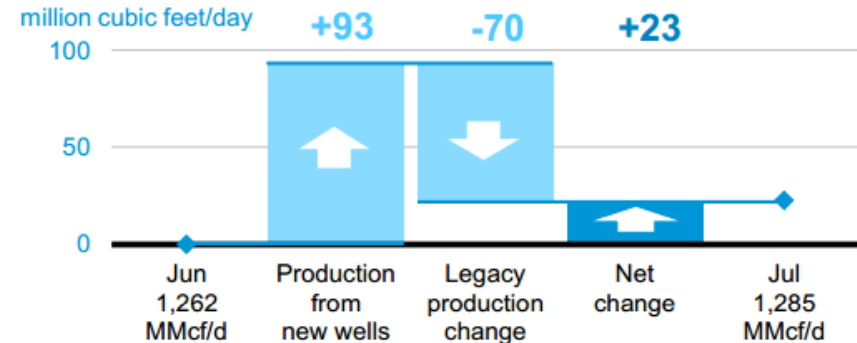 million cubic feet/day
+93
-70
+23
100
50
0
Jun
1,262
MMcf/d
Production
from
new wells
Legacy
production
change
Net
change
Jul
1,285
MMcf/d